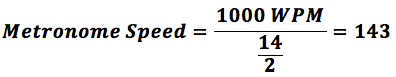 Metronome Speed = 1000 WPM / (14 / 2) = 143